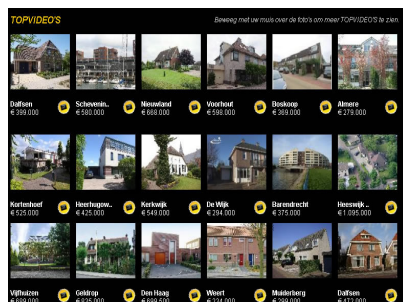 TOPVIDEO'S
Beweeg met uw muis over de foto's om meer TOPVIDEO'S te zien.
Dalfsen Schevenin.. Nieuwland Voorhout Boskoop Almere
€ 399.000 € 580.000 € 668.000 € 598.000 € 369.000 € 279.000
Kortenhoef Heerhugow.. Kerkwijk De Wijk Barendrecht Heeswijk ..
€ 525.000 € 425.000 € 549.000 € 294.000 € 375.000 € 1.095.000
Vijfhuizen Geldrop Den Haag Weert Muiderberg Dalfsen